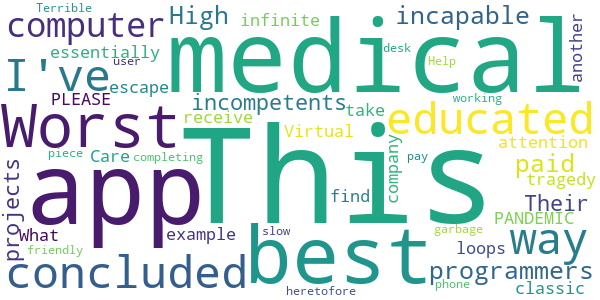 Terrible
computer
High
infinite
medical
incapable
another
essentially
desk
Help
I've
user
escape
PLEASE
incompetents
take
working
Worst
receive
Virtual
educated
This
Care
completing
piece
attention
app
paid
company
pay
find
tragedy
projects
Their
PANDEMIC
What
example
best
slow
garbage
way
friendly
loops
concluded
programmers
phone
heretofore
classic